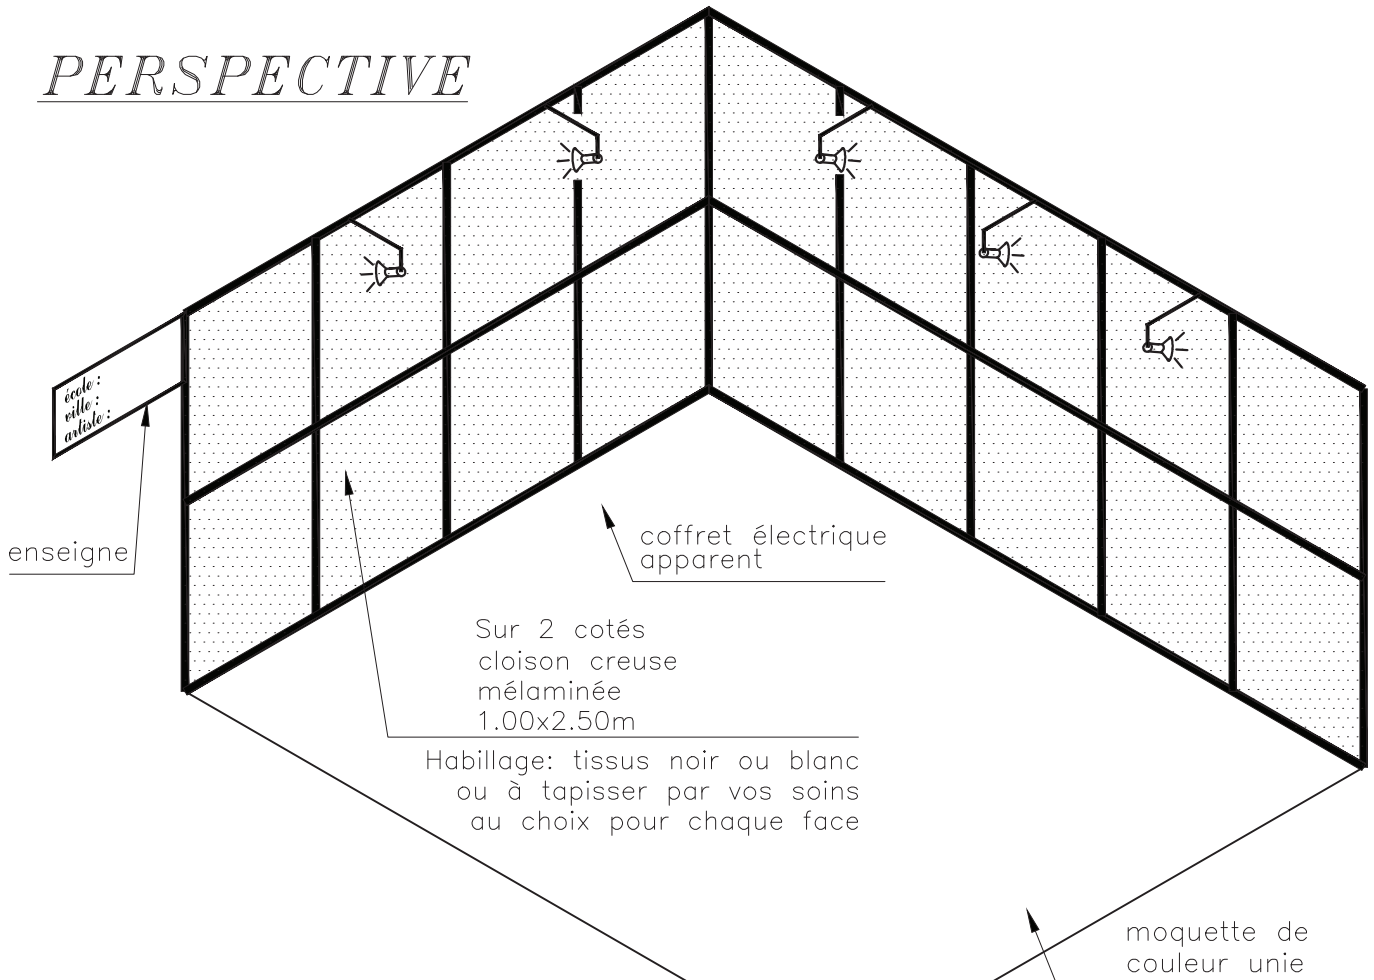 PERSPECTIVE
école :
ville :
artiste :
enseigne
coffret électrique
apparent
Sur 2 cotés
cloison creuse
mélaminée
1.00x2.50m
Habillage: tissus noir ou blanc
ou à tapisser par vos soins
au choix pour chaque face
moquette de
couleur unie